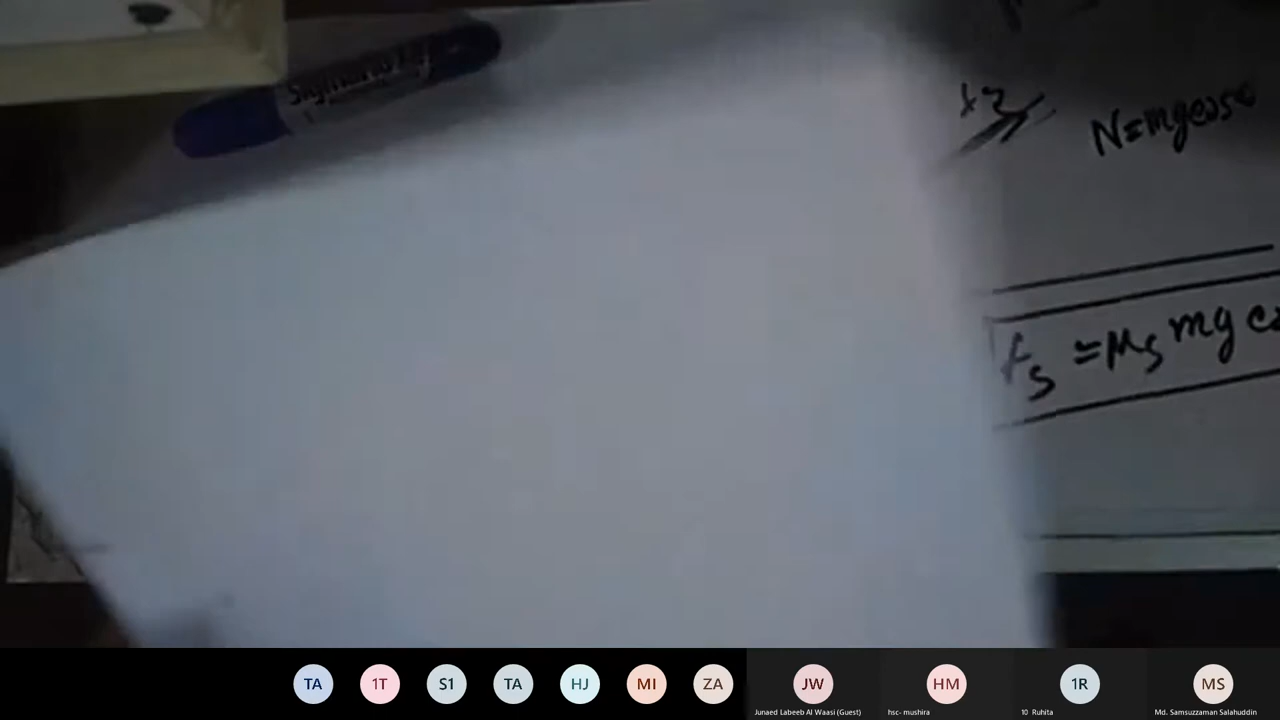 N=mgcos
fs =μs mg c
TA
1T
S1
TA
HJ
MI
ZA
JW
HM
1R
MS
Junaed Labeeb Al Waasi (Guest)
hsc- mushira
10 Ruhita
Md. Samsuzzaman Salahuddin